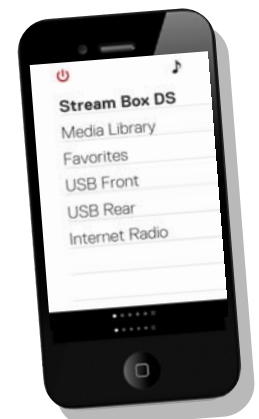 Stream Box DS
Media Library
Favorites
USB Front
USB Rear
Internet Radio